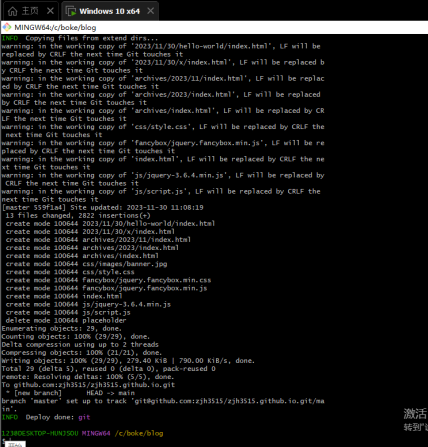 主页
Windows 10 x64
MINGW64:/c/boke/blog
INFO  Copying files from extend dirs...
warning: in the working copy of '2023/11/30/hello-world/index.html', LF will be
replaced by CRLF the next time Git touches it
warning: in the working copy of '2023/11/30/x/index.html', LF will be replaced b
y CRLF the next time Git touches it
warning: in the working copy of 'archives/2023/11/index.html', LF will be replac
ed by CRLF the next time Git touches it
warning: in the working copy of 'archives/2023/index.html', LF will be replaced
by CRLF the next time Git touches it
warning: in the working copy of 'archives/index.html', LF will be replaced by CR
LF the next time Git touches it
warning: in the working copy of 'css/style.css', LF will be replaced by CRLF the
 next time Git touches it
warning: in the working copy of 'fancybox/jquery.fancybox.min.js', LF will be re
placed by CRLF the next time Git touches it
warning: in the working copy of 'index.html', LF will be replaced by CRLF the ne
xt time Git touches it
warning: in the working copy of 'js/jquery-3.6.4.min.js', LF will be replaced by
 CRLF the next time Git touches it
warning: in the working copy of 'js/script.js', LF will be replaced by CRLF the
next time Git touches it
[master 559f1a4] Site updated: 2023-11-30 11:08:19
 13 files changed, 2822 insertions(+)
 create mode 100644 2023/11/30/hello-world/index.html
 create mode 100644 2023/11/30/x/index.html
 create mode 100644 archives/2023/11/index.html
 create mode 100644 archives/2023/index.html
 create mode 100644 archives/index.html
 create mode 100644 css/images/banner.jpg
 create mode 100644 css/style.css
 create mode 100644 fancybox/jquery.fancybox.min.css
 create mode 100644 fancybox/jquery.fancybox.min.js
 create mode 100644 index.html
 create mode 100644 js/jquery-3.6.4.min.js
 create mode 100644 js/script.js
 delete mode 100644 placeholder
Enumerating objects: 29, done.
Counting objects: 100% (29/29), done.
Delta compression using up to 2 threads
Compressing objects: 100% (21/21), done.
Writing objects: 100% (29/29), 279.40 KiB | 790.00 KiB/s, done.
Total 29 (delta 5), reused 0 (delta 0), pack-reused 0
remote: Resolving deltas: 100% (5/5), done.
To github.com:zjh3515/zjh3515.github.io.git
 * [new branch]      HEAD -> main
branch 'master' set up to track 'git@github.com:zjh3515/zjh3515.github.io.git/ma
in'.
INFO  Deploy done: git
123@DESKTOP-HUNJSOU MINGW64 /c/boke/blog
激活
转到"